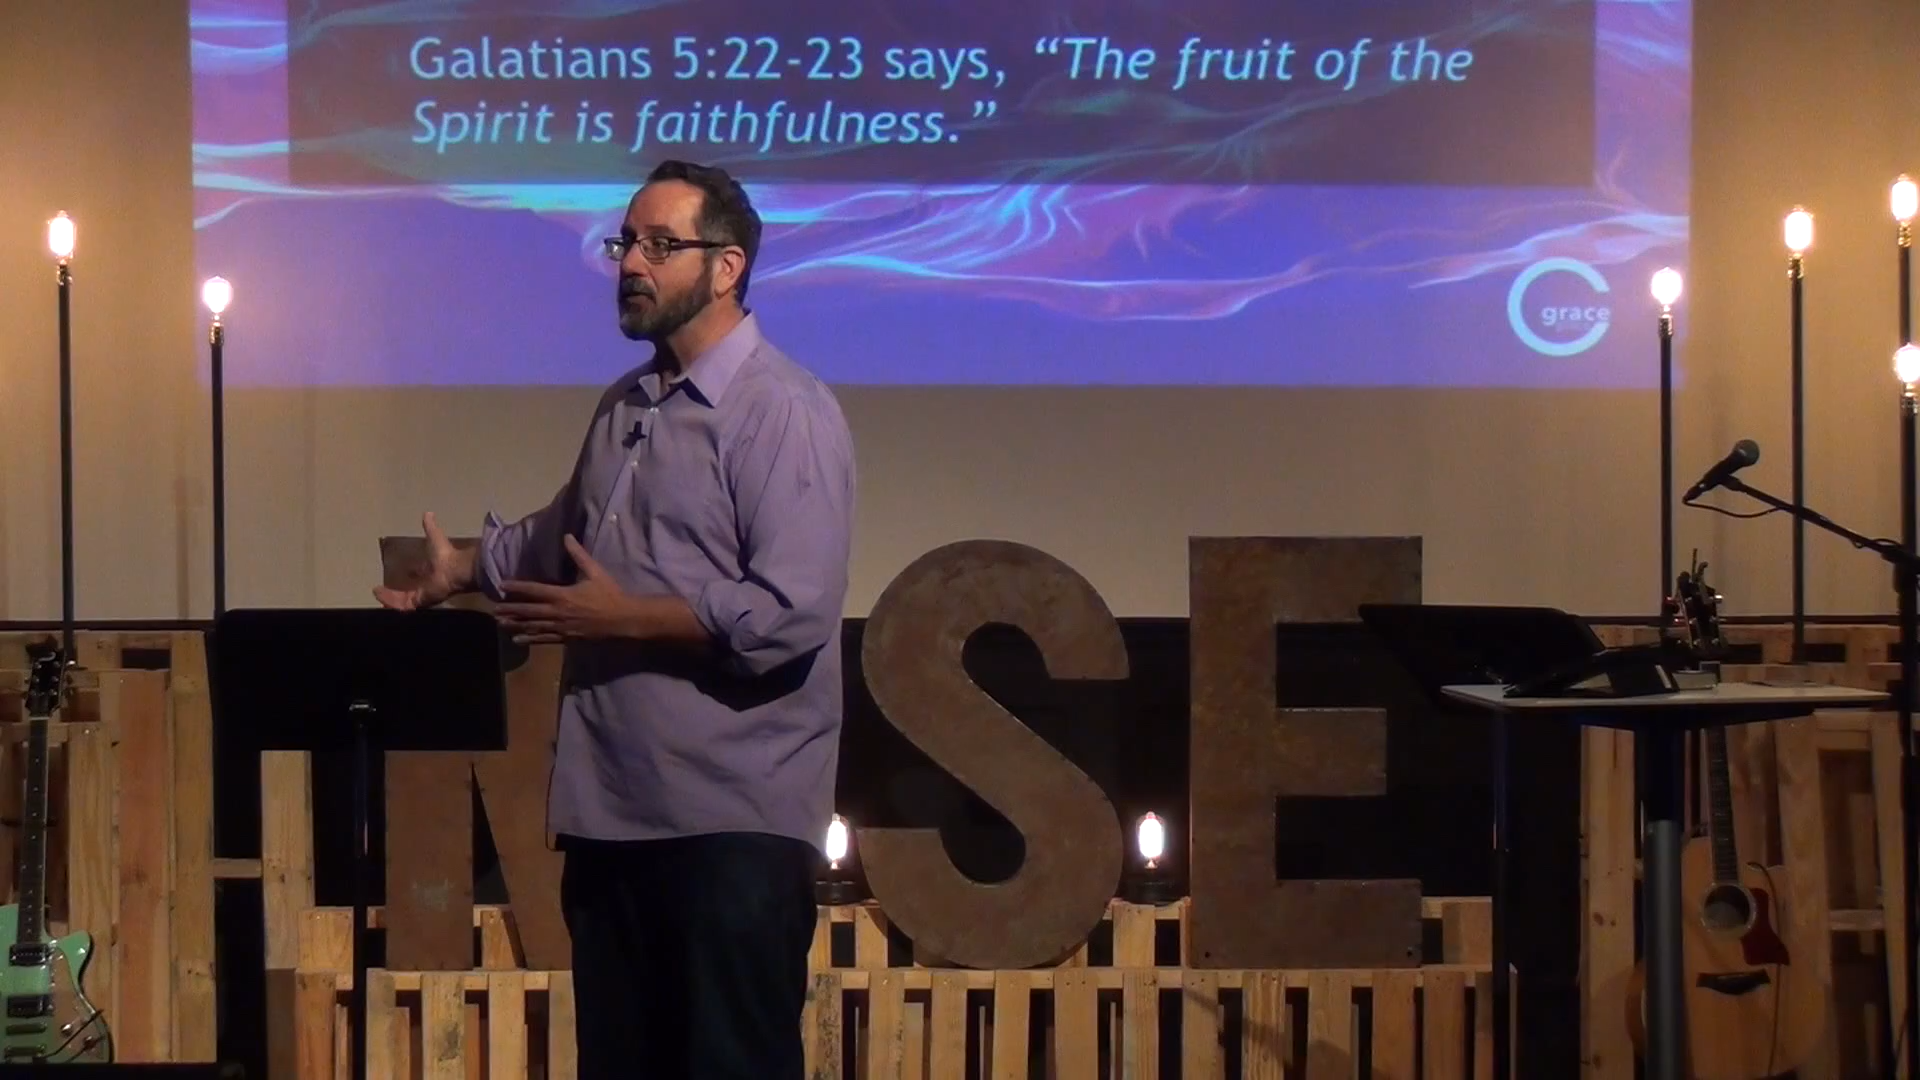 Galatians 5:22-23 says, “The fruit of the
Spirit is faithfulness.”
grace
SE